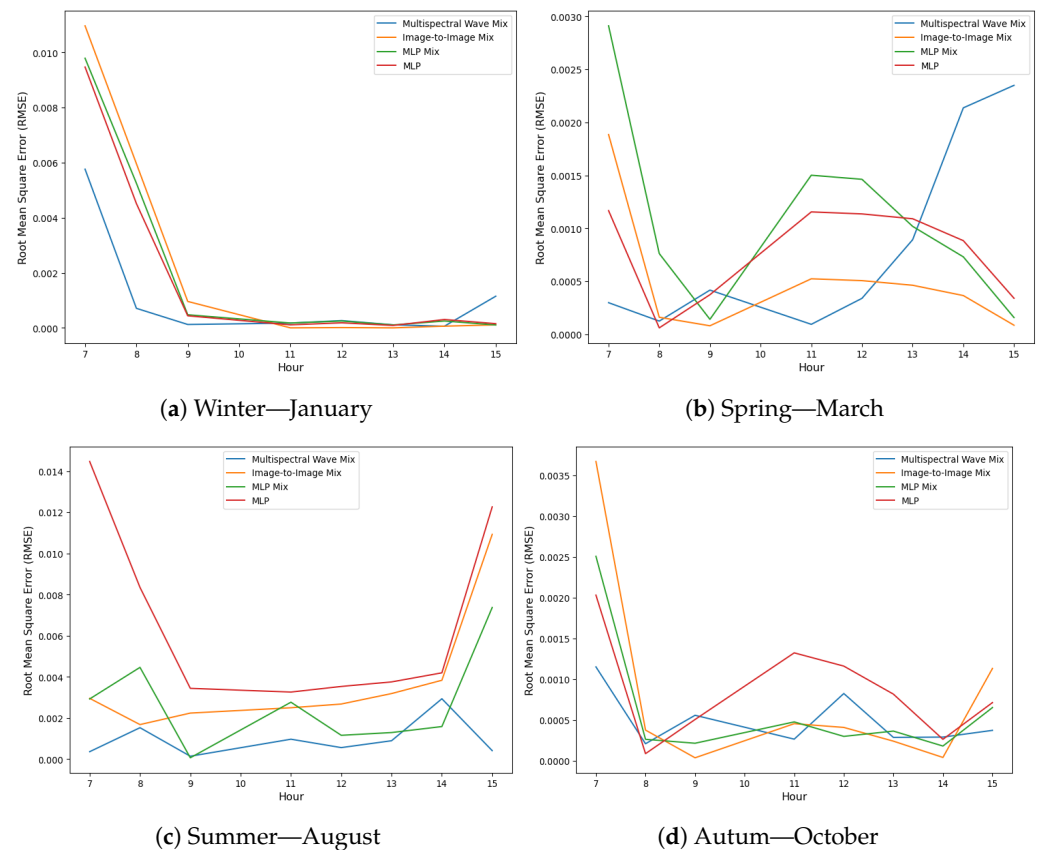 Multispectral Wave Mix
Image-to-Image Mix
MLP Mix
MLP
Root Mean Square Error (RMSE)
0.010
0.008
0.006
0.004
0.002
0.000
7 8 9 10 11 12 13 14 15
Hour
(a) Winter—January
Multispectral Wave Mix
Image-to-Image Mix
MLP Mix
MLP
Root Mean Square Error (RMSE)
0.0030
0.0025
0.0020
0.0015
0.0010
0.0005
0.0000
7 8 9 10 11 12 13 14 15
Hour
(b) Spring—March
Multispectral Wave Mix
Image-to-Image Mix
MLP Mix
MLP
Root Mean Square Error (RMSE)
0.014
0.012
0.010
0.008
0.006
0.004
0.002
0.000
7 8 9 10 11 12 13 14 15
Hour
(c) Summer—August
Multispectral Wave Mix
Image-to-Image Mix
MLP Mix
MLP
Root Mean Square Error (RMSE)
0.0035
0.0030
0.0025
0.0020
0.0015
0.0010
0.0005
0.0000
7 8 9 10 11 12 13 14 15
Hour
(d) Autum—October